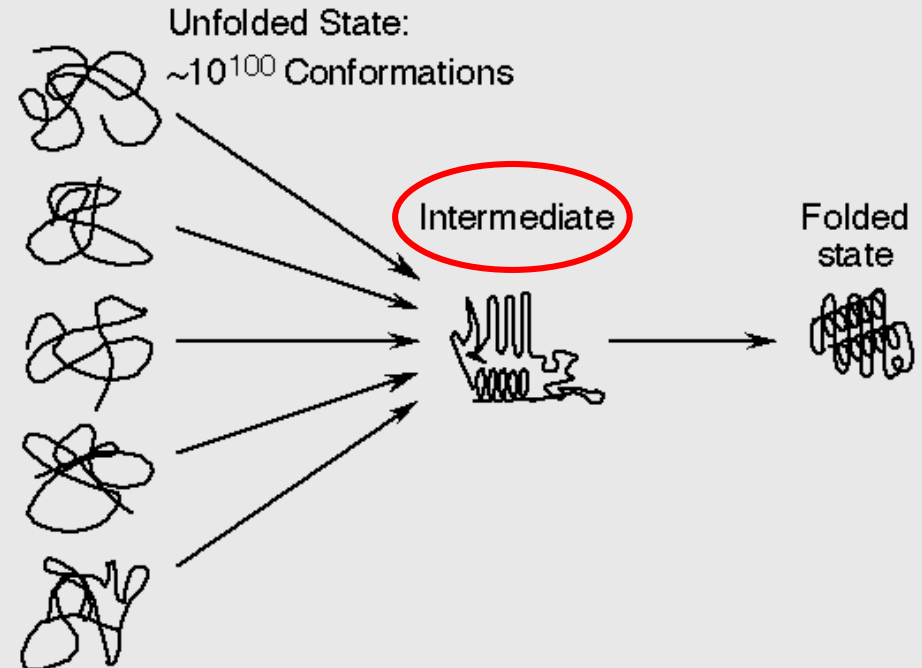 Unfolded State:
~10¹⁰⁰ Conformations
Intermediate
Folded
state